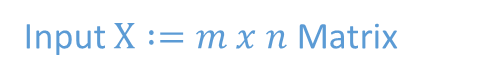 Input X := m x n Matrix